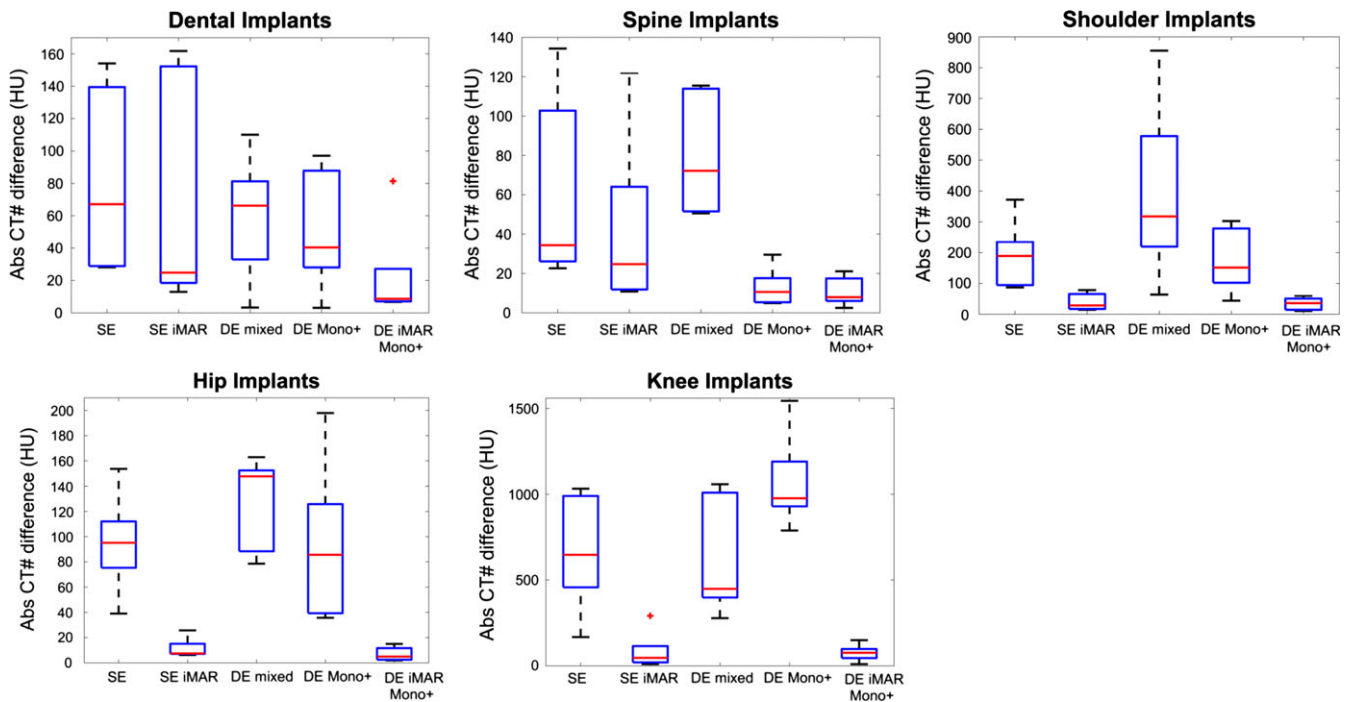 Dental Implants
Abs CT# difference (HU)
160
140
120
100
80
60
40
20
0
SE
SE iMAR
DE mixed
DE Mono+
DE iMAR
Mono+
Spine Implants
Abs CT# difference (HU)
140
120
100
80
60
40
20
0
SE
SE iMAR
DE mixed
DE Mono+
DE iMAR
Mono+
Shoulder Implants
Abs CT# difference (HU)
900
800
700
600
500
400
300
200
100
0
SE
SE iMAR
DE mixed
DE Mono+
DE iMAR
Mono+
Hip Implants
Abs CT# difference (HU)
200
180
160
140
120
100
80
60
40
20
0
SE
SE iMAR
DE mixed
DE Mono+
DE iMAR
Mono+
Knee Implants
Abs CT# difference (HU)
1500
1000
500
0
SE
SE iMAR
DE mixed
DE Mono+
DE iMAR
Mono+